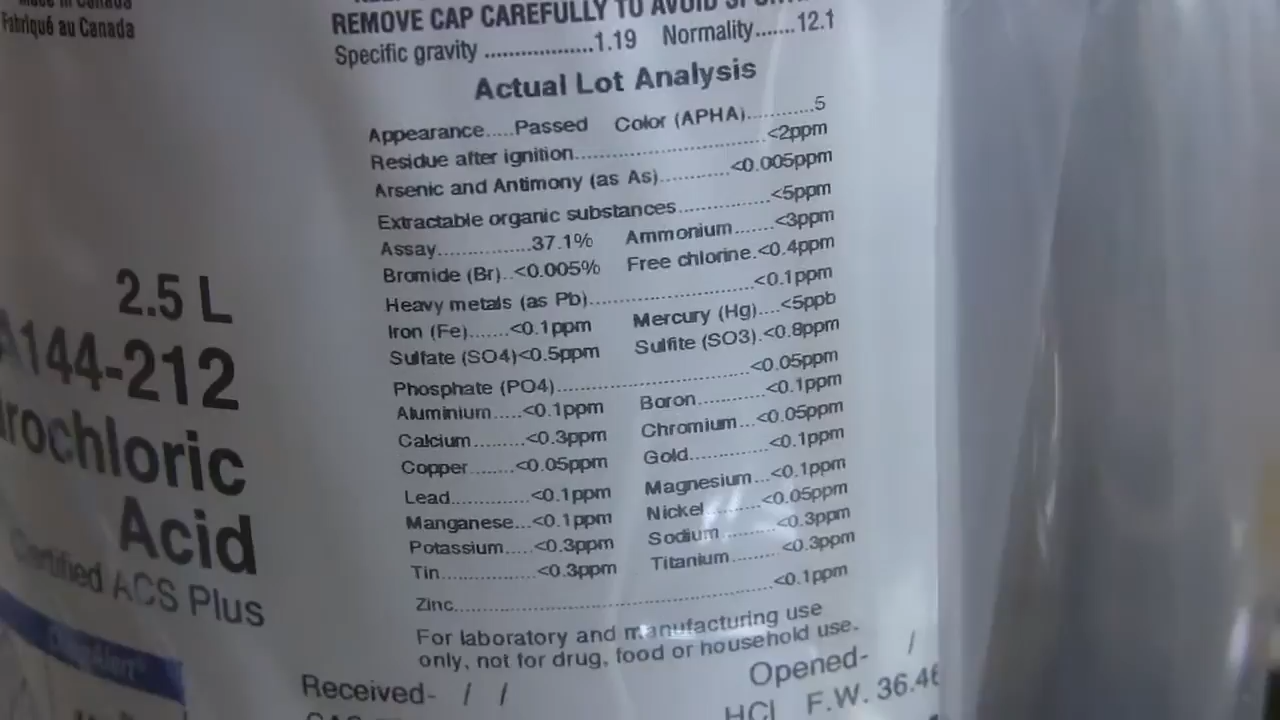 Fabriqué au Canada
REMOVE CAP CAREFULLY TO AVOID
Specific gravity ..................1.19 Normality.......12.1
Actual Lot Analysis
Appearance.....Passed Color (APHA)...........5
Residue after ignition..............................<2ppm
Arsenic and Antimony (as As)............<0.005ppm
Extractable organic substances................<5ppm
Assay................37.1% Ammonium.......<3ppm
Bromide (Br)..<0.005% Free chlorine.<0.4ppm
Heavy metals (as Pb)............................<0.1ppm
Iron (Fe).......<0.1ppm Mercury (Hg)....<5ppb
Sulfate (SO4)<0.5ppm Sulfite (SO3).<0.8ppm
Phosphate (PO4)..................................<0.05ppm
Aluminium.....<0.1ppm Boron............<0.1ppm
Calcium.........<0.3ppm Chromium...<0.05ppm
Copper........<0.05ppm Gold.............<0.1ppm
Lead..............<0.1ppm Magnesium...<0.1ppm
Manganese...<0.1ppm Nickel..........<0.05ppm
Potassium.....<0.3ppm Sodium..........<0.3ppm
Tin.................<0.3ppm Titanium........<0.3ppm
Zinc........................................................<0.1ppm
For laboratory and manufacturing use
only, not for drug, food or household use.
Received- / / Opened- /
HCl F.W. 36.46
2.5 L
A144-212
rochloric
Acid
Certified ACS Plus